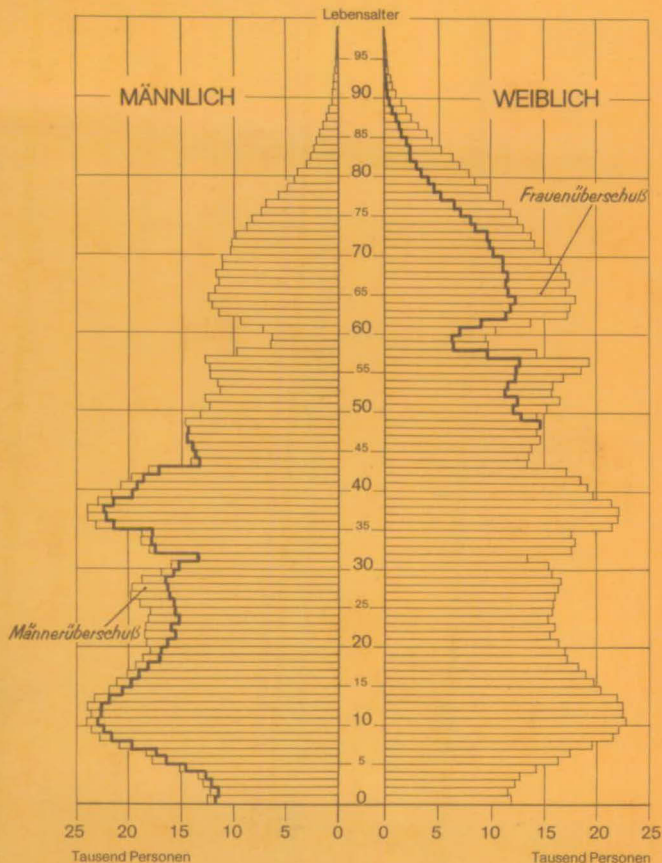 Lebensalter
MÄNNLICH
WEIBLICH
95
90
85
80
Frauenüberschuß
75
70
65
60
55
50
45
40
35
30
25
Männerüberschuß
20
15
10
5
0
25 20 15 10 5 0
0 5 10 15 20 25
Tausend Personen
Tausend Personen